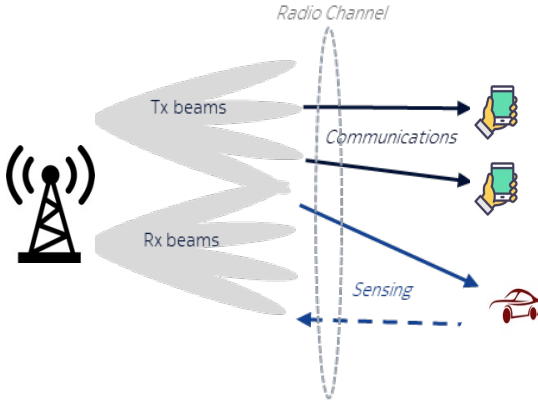 Radio Channel
Tx beams
Communications
Rx beams
Sensing